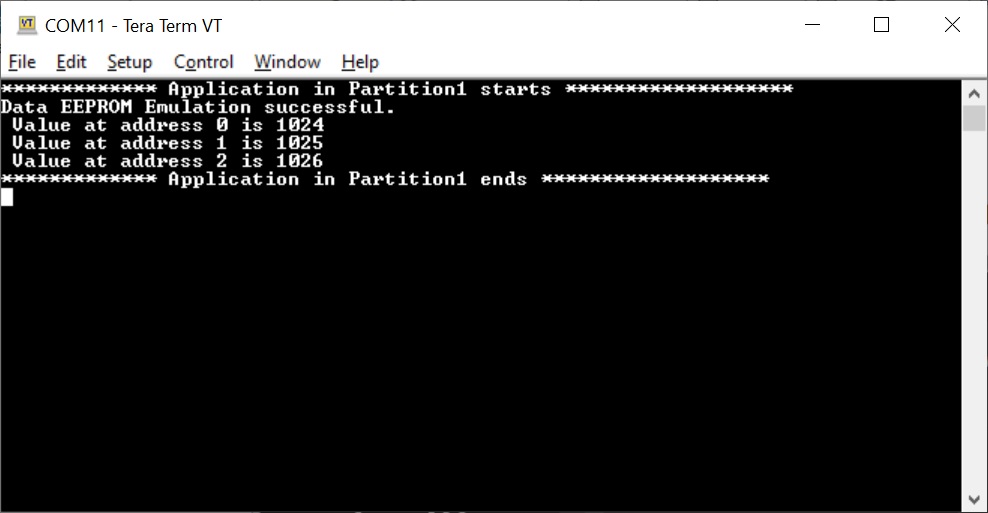 COM11 - Tera Term VT
File Edit Setup Control Window Help
************* Application in Partition1 starts *******************
Data EEPROM Emulation successful.
Value at address 0 is 1024
Value at address 1 is 1025
Value at address 2 is 1026
************* Application in Partition1 ends *******************